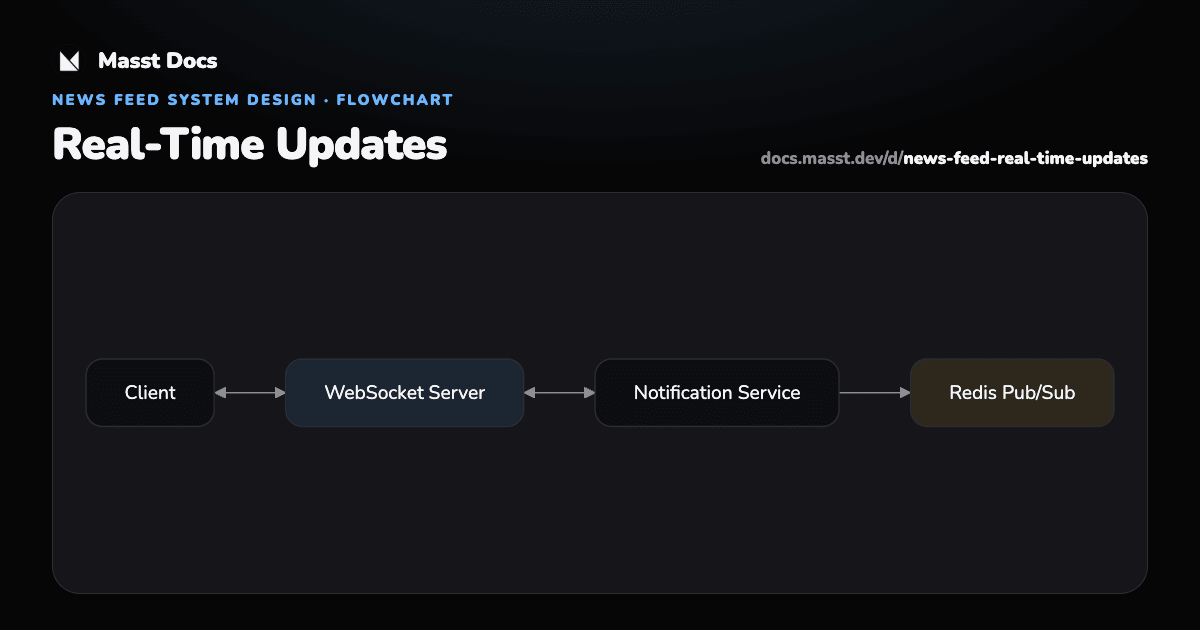 Masst Docs
NEWS FEED SYSTEM DESIGN · FLOWCHART
Real-Time Updates
docs.masst.dev/d/news-feed-real-time-updates
Client
WebSocket Server
Notification Service
Redis Pub/Sub